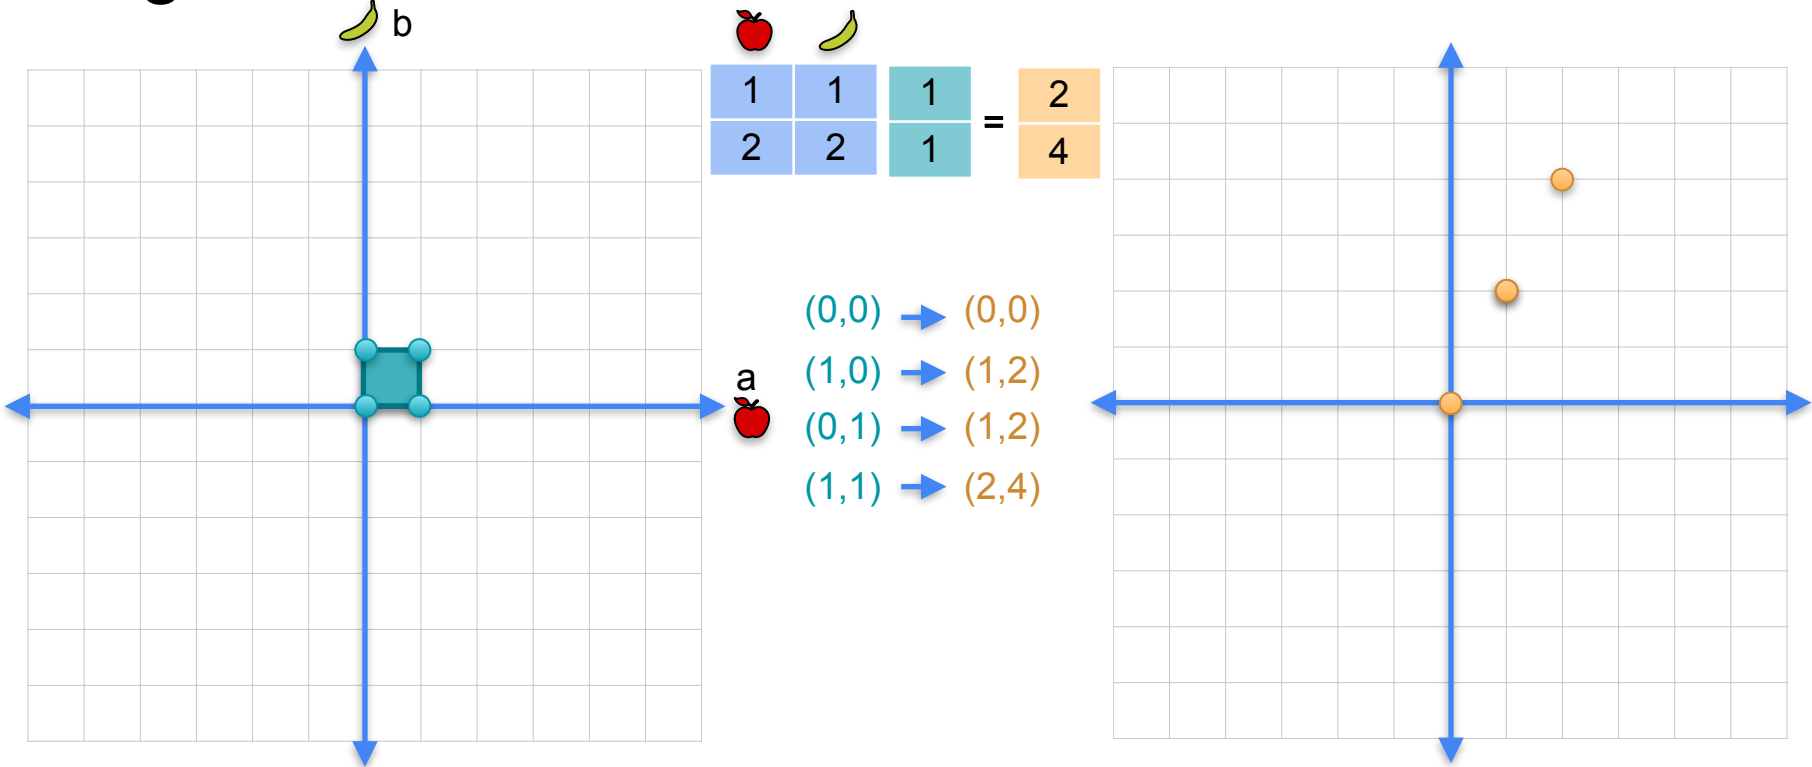 b
1 1 1 = 2
2 2 1 4
a
(0,0) (0,0)
(1,0) (1,2)
(0,1) (1,2)
(1,1) (2,4)